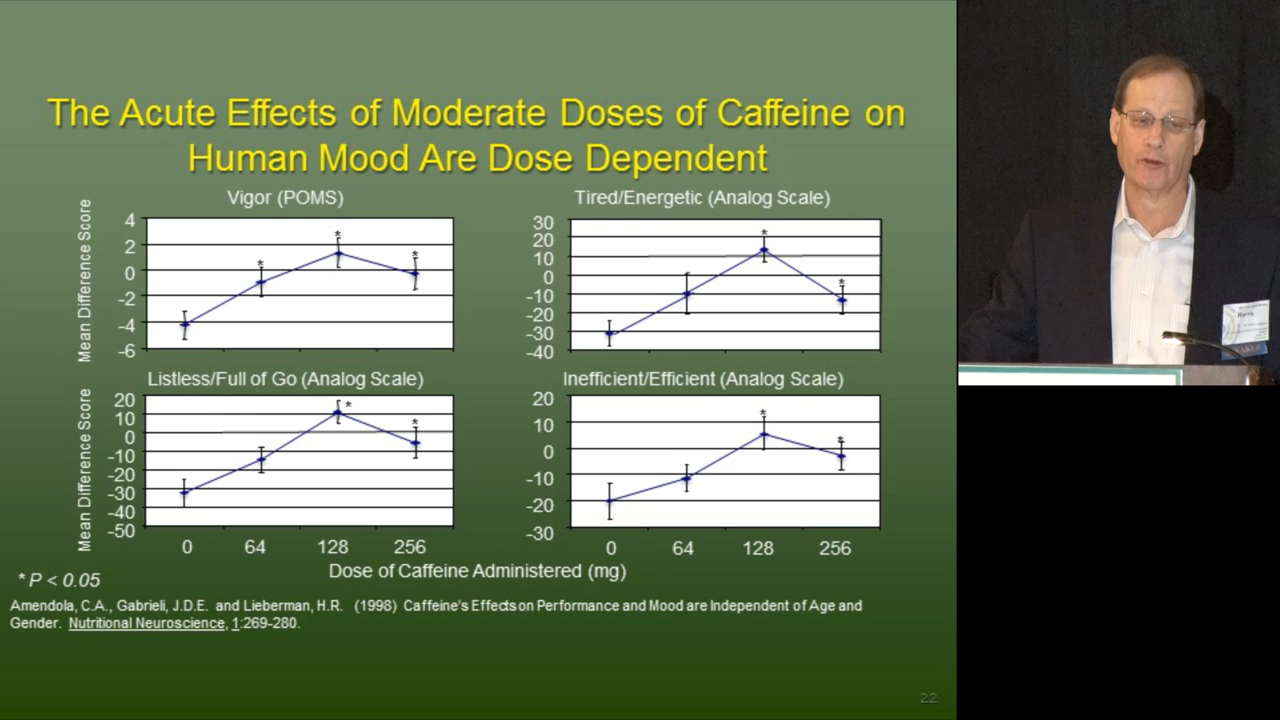 The Acute Effects of Moderate Doses of Caffeine on
Human Mood Are Dose Dependent
Vigor (POMS)
Mean Difference Score
4
2
0
-2
-4
-6
*
*
*
Tired/Energetic (Analog Scale)
30
20
10
0
-10
-20
-30
-40
*
*
Listless/Full of Go (Analog Scale)
Mean Difference Score
20
10
0
-10
-20
-30
-40
-50
*
*
0 64 128 256
Inefficient/Efficient (Analog Scale)
20
10
0
-10
-20
-30
*
*
0 64 128 256
Dose of Caffeine Administered (mg)
* P < 0.05
Amendola, C.A., Gabrieli, J.D.E. and Lieberman, H.R. (1998) Caffeine's Effects on Performance and Mood are Independent of Age and
Gender. Nutritional Neuroscience, 1:269-280.
22
Harris